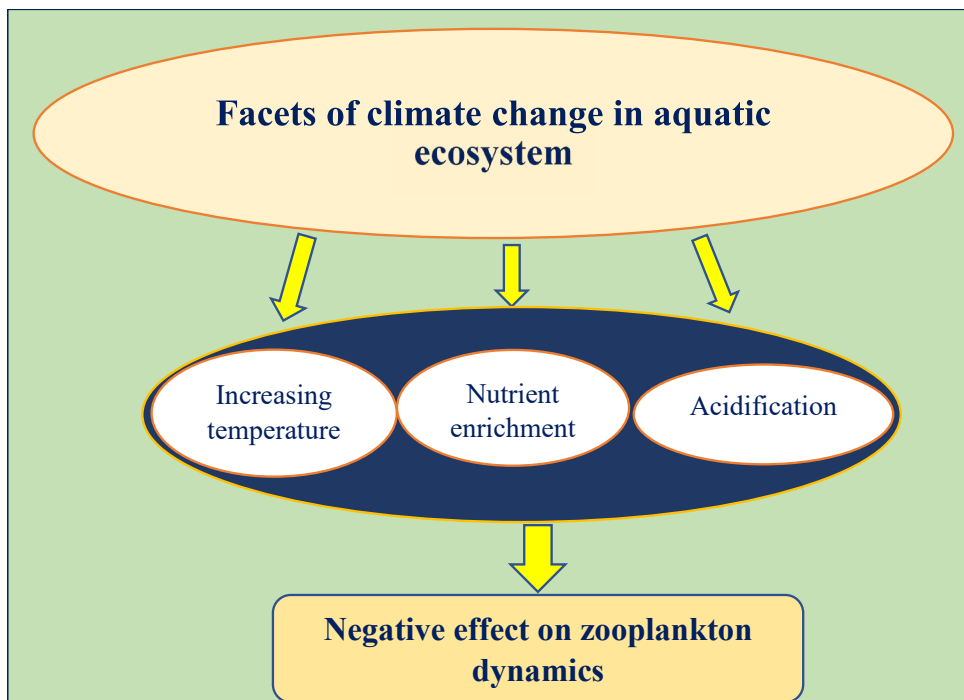 Facets of climate change in aquatic
ecosystem
Increasing
temperature
Nutrient
enrichment
Acidification
Negative effect on zooplankton
dynamics